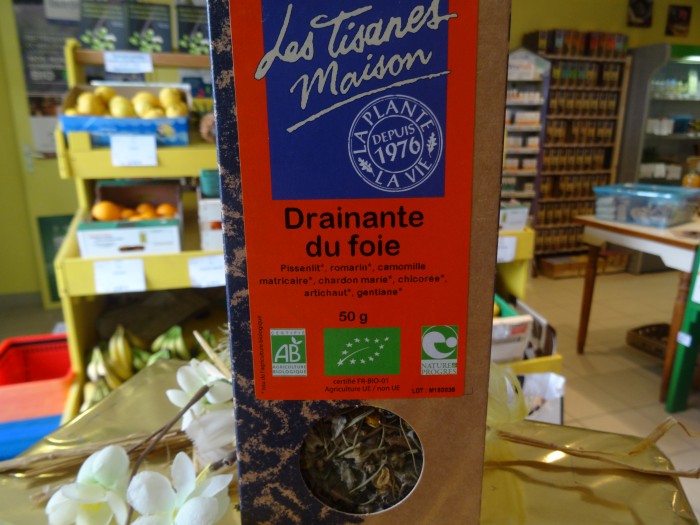 Les Tisanes
Maison
LA PLANTE
DEPUIS
1976
LA VIE
Drainante
du foie
Pissenlit*, romarin*, camomille
matricaire*, chardon marie*, chicorée*,
artichaut*, gentiane*
50 g
CERTIFIÉ
AB
AGRICULTURE
BIOLOGIQUE
certifié FR-BIO-01
Agriculture UE / non UE
NATURE &
PROGRÈS